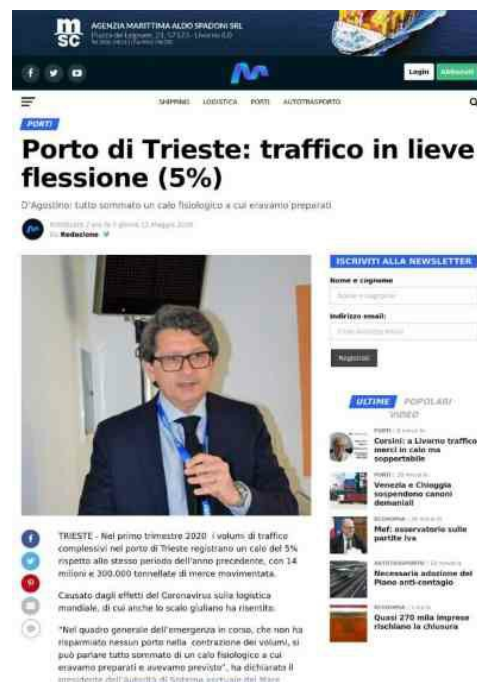 msc
AGENZIA MARITTIMA ALDO SPADONI SRL
Login
Abbonati
SHIPPING LOGISTICA PORTI AUTOTRASPORTO
PORTI
Porto di Trieste: traffico in lieve
flessione (5%)
D'Agostino: tutto sommato un calo fisiologico a cui eravamo preparati
Redazione
ISCRIVITI ALLA NEWSLETTER
Nome e cognome
Nome e cognome
Indirizzo email:
Registrati
ULTIME POPOLARI
VIDEO
Corsini: a Livorno traffico
merci in calo ma
sopportabile
Venezia e Chioggia
sospendono canoni
demaniali
Mef: osservatorio sulle
partite Iva
Necessaria adozione del
Piano anti-contagio
Quasi 270 mila imprese
rischiano la chiusura
TRIESTE - Nel primo trimestre 2020 i volumi di traffico
complessivi nel porto di Trieste registrano un calo del 5%
rispetto allo stesso periodo dell'anno precedente, con 14
milioni e 300.000 tonnellate di merce movimentata.
Causato dagli effetti del Coronavirus sulla logistica
mondiale, di cui anche lo scalo giuliano ha risentito.
"Nel quadro generale dell'emergenza in corso, che non ha
risparmiato nessun porto nella contrazione dei volumi, si
può parlare tutto sommato di un calo fisiologico a cui
eravamo preparati e avevamo previsto", ha dichiarato il